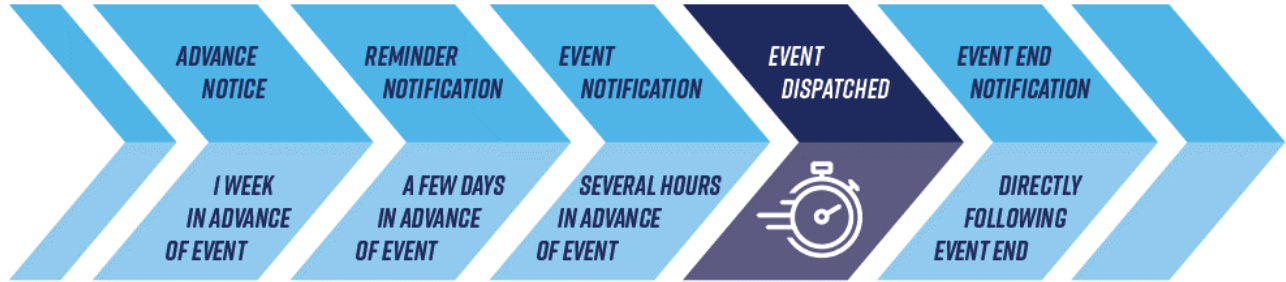 ADVANCE
NOTICE
1 WEEK
IN ADVANCE
OF EVENT
REMINDER
NOTIFICATION
A FEW DAYS
IN ADVANCE
OF EVENT
EVENT
NOTIFICATION
SEVERAL HOURS
IN ADVANCE
OF EVENT
EVENT
DISPATCHED
EVENT END
NOTIFICATION
DIRECTLY
FOLLOWING
EVENT END